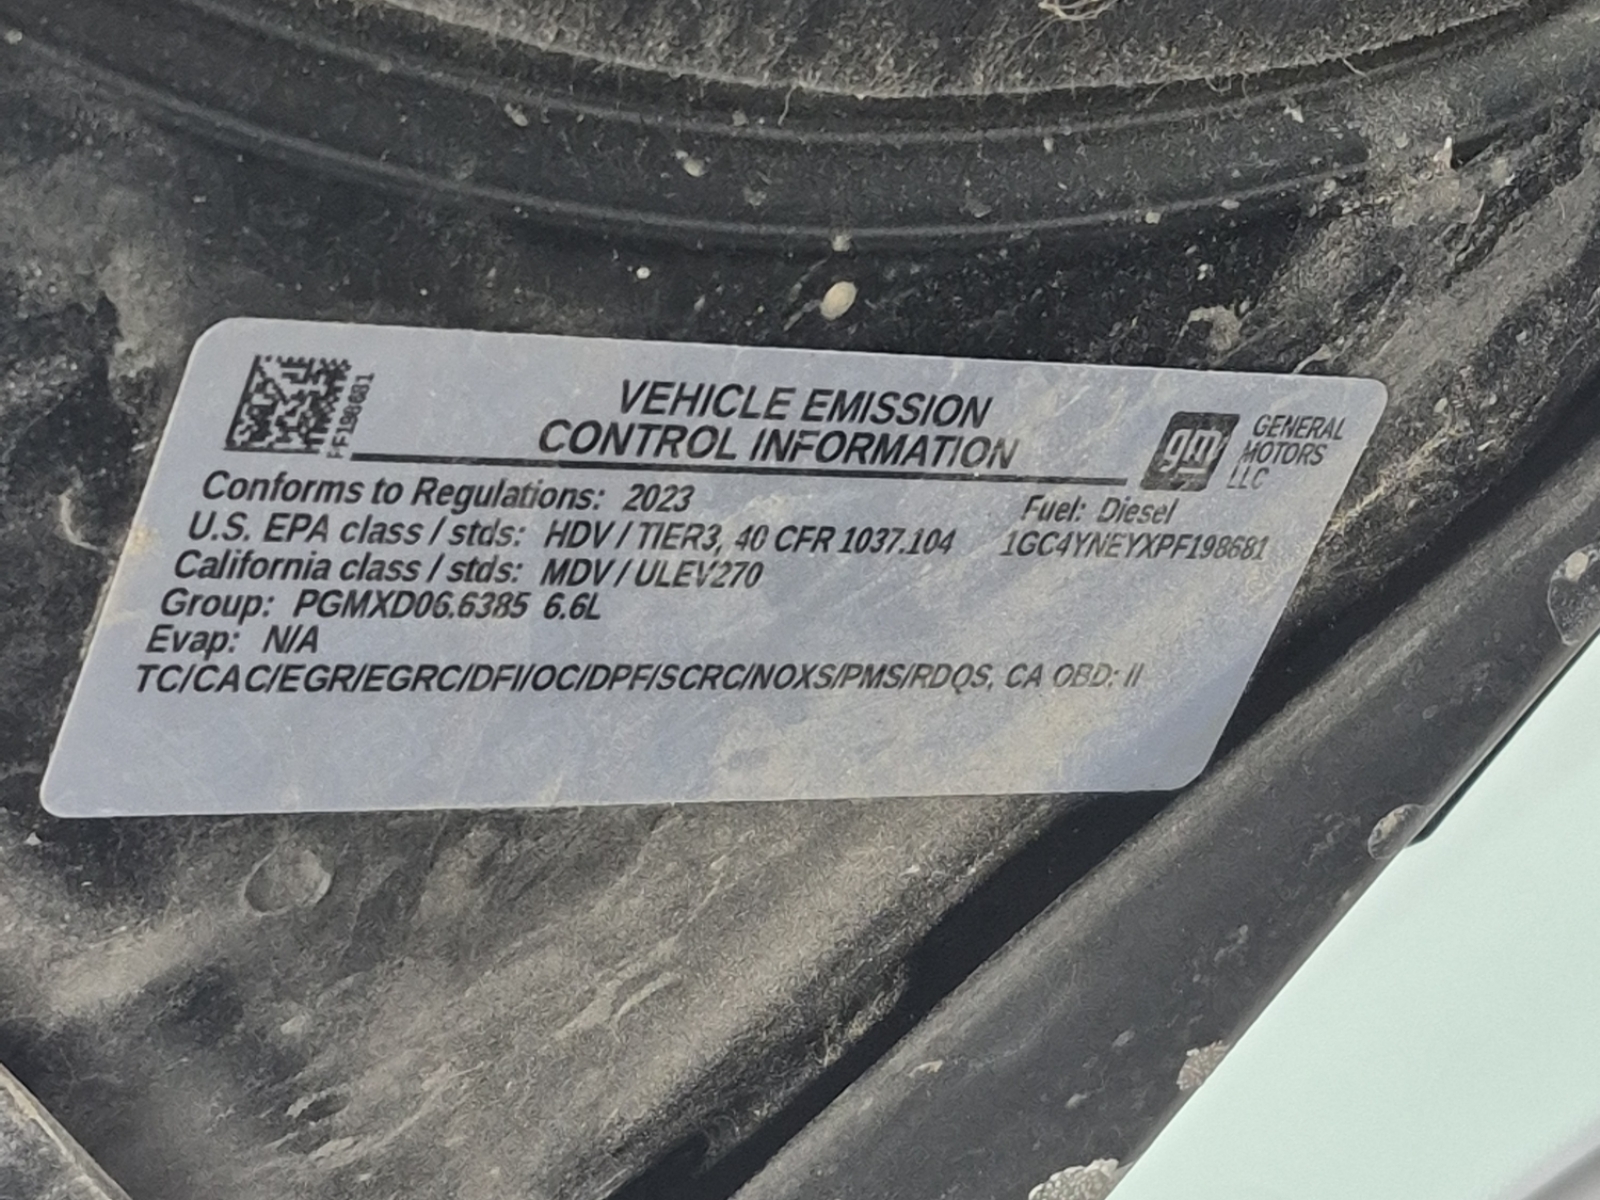 PF198681
VEHICLE EMISSION
CONTROL INFORMATION
gm
GENERAL
MOTORS
LLC
Conforms to Regulations: 2023
Fuel: Diesel
U.S. EPA class / stds: HDV / TIER3, 40 CFR 1037.104
1GC4YNEYXPF198681
California class / stds: MDV / ULEV270
Group: PGMXD06.6385 6.6L
Evap: N/A
TC/CAC/EGR/EGRC/DFI/OC/DPF/SCRC/NOXS/PMS/RDQS, CA OBD: II